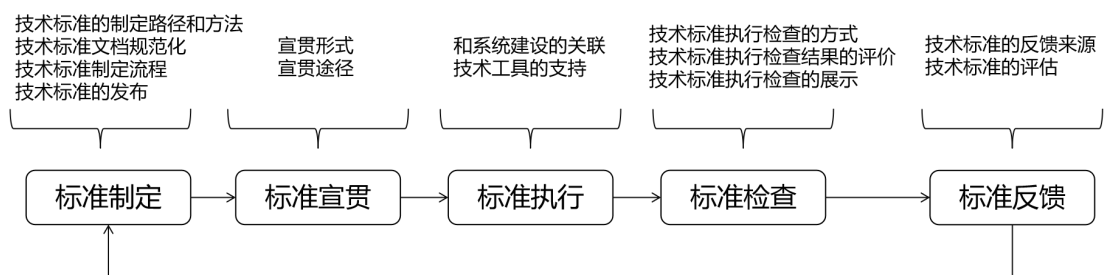 技术标准的制定路径和方法
技术标准文档规范化
技术标准制定流程
技术标准的发布
宣贯形式
宣贯途径
和系统建设的关联
技术工具的支持
技术标准执行检查的方式
技术标准执行检查结果的评价
技术标准执行检查的展示
技术标准的反馈来源
技术标准的评估
标准制定
标准宣贯
标准执行
标准检查
标准反馈